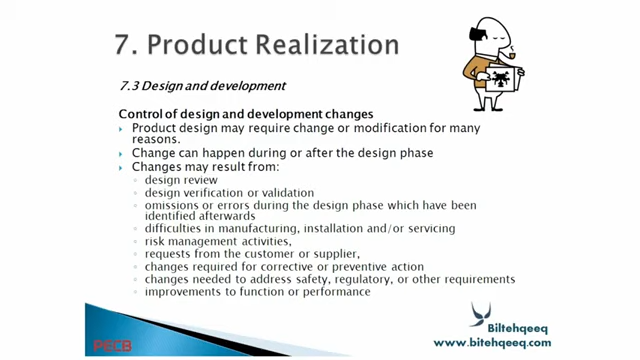 7. Product Realization
7.3 Design and development
Control of design and development changes
Product design may require change or modification for many
reasons.
Change can happen during or after the design phase
Changes may result from:
design review
design verification or validation
omissions or errors during the design phase which have been
identified afterwards
difficulties in manufacturing, installation and/or servicing
risk management activities,
requests from the customer or supplier,
changes required for corrective or preventive action
changes needed to address safety, regulatory, or other requirements
improvements to function or performance
Biltehqeeq
PECB
www.bitehqeeq.com